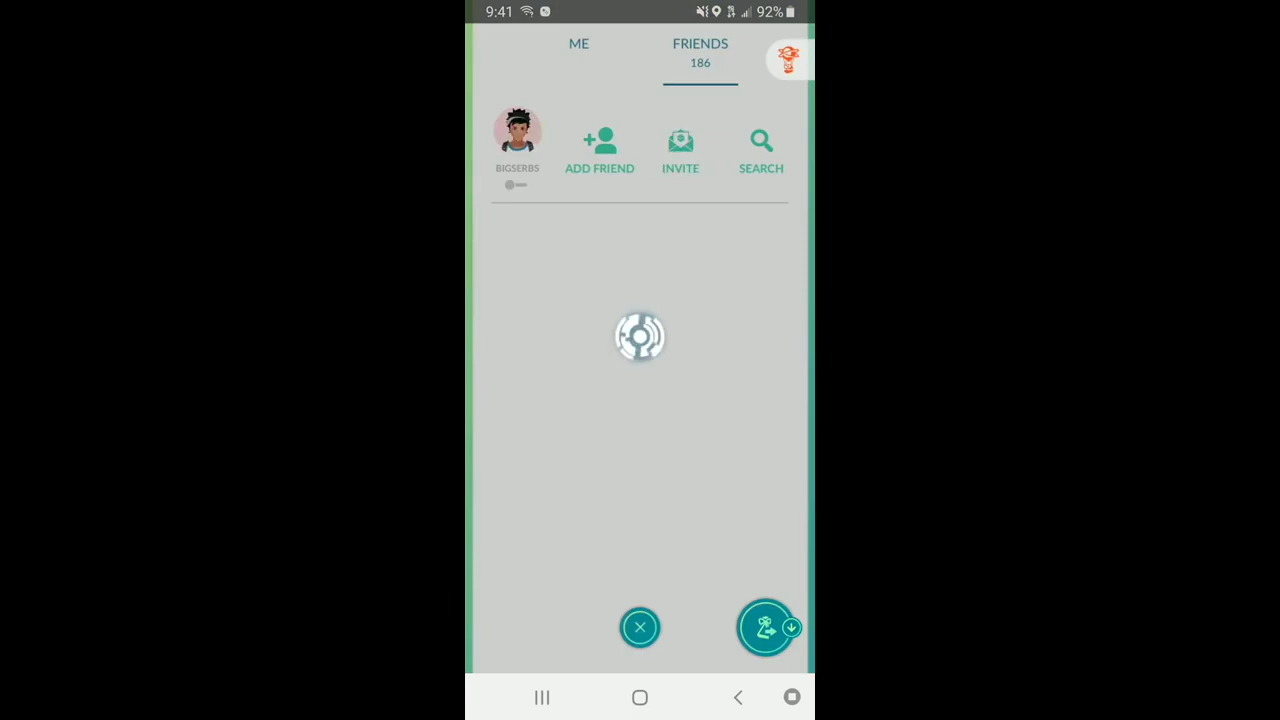 9:41
92%
ME
FRIENDS
186
BIGSERBS
ADD FRIEND
INVITE
SEARCH